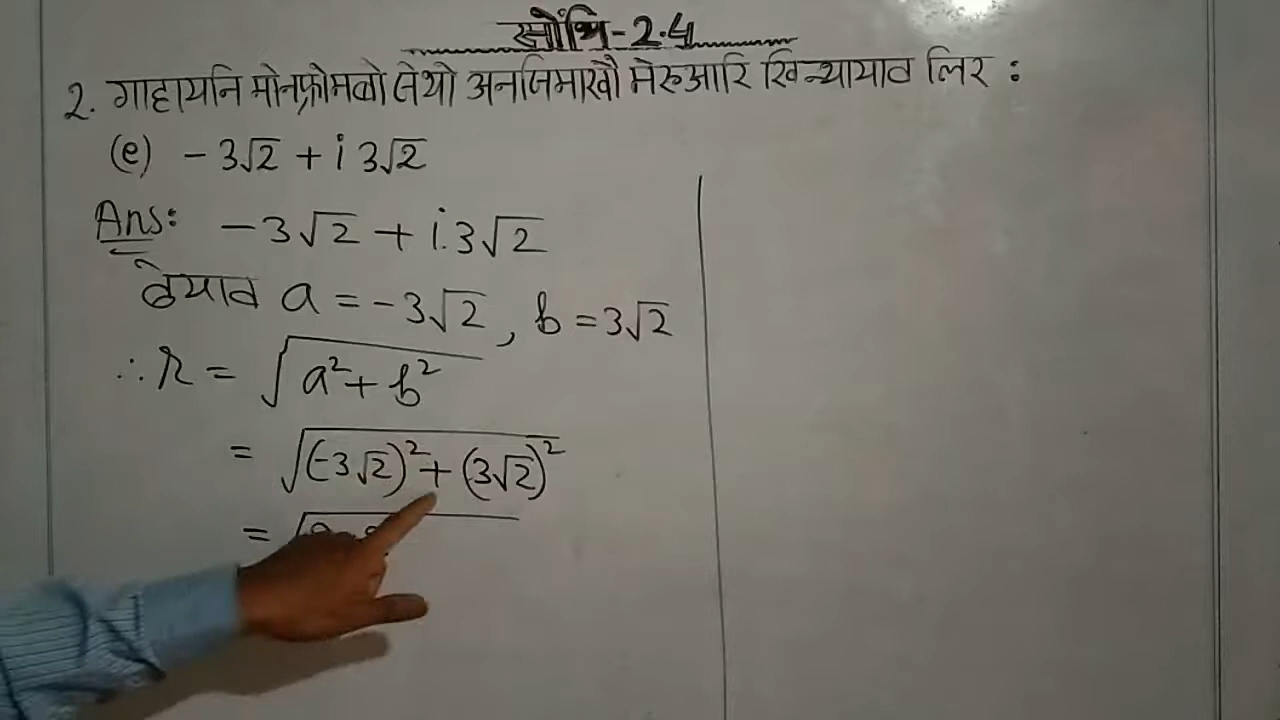 सोंथि-2.4
2. गाहायनि मोनफ्रोमबो लेथो अनजिमाखौ मेरुआरि खिन्थायाव लिर :
(e) -3√2 + i 3√2
Ans: -3√2 + i.3√2
बेयाव a = -3√2, b = 3√2
∴ r = √(a² + b²)
= √((-3√2)² + (3√2)²)
= √